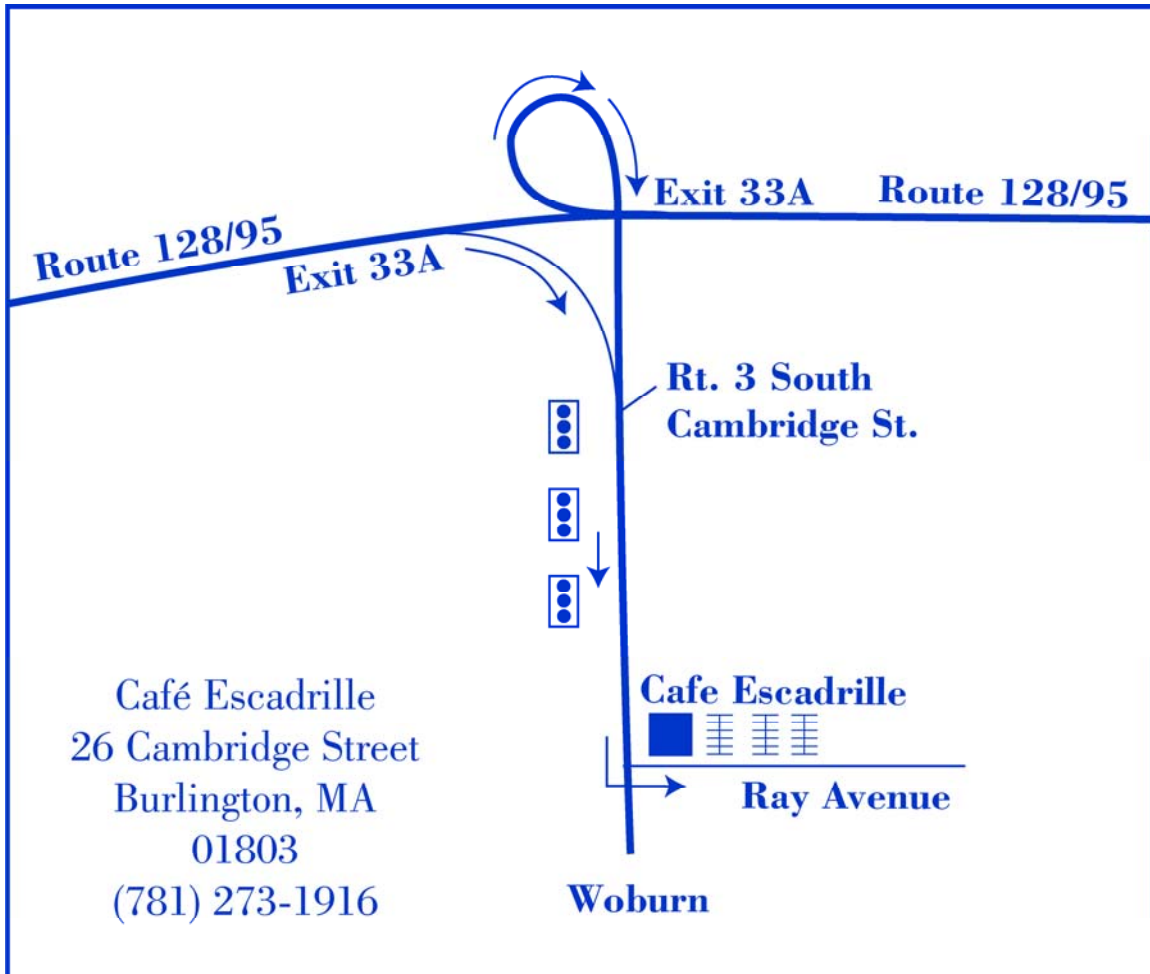 Exit 33A
Route 128/95
Route 128/95
Exit 33A
Rt. 3 South
Cambridge St.
Cafe Escadrille
Ray Avenue
Café Escadrille
26 Cambridge Street
Burlington, MA
01803
(781) 273-1916
Woburn